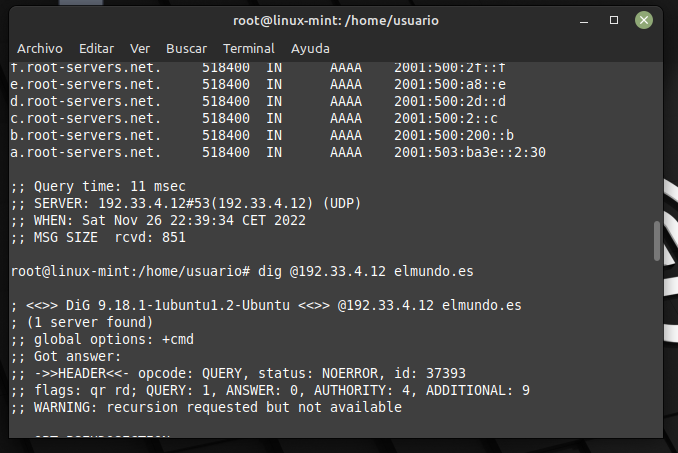 root@linux-mint: /home/usuario
Archivo Editar Ver Buscar Terminal Ayuda
f.root-servers.net. 518400 IN AAAA 2001:500:2f::f
e.root-servers.net. 518400 IN AAAA 2001:500:a8::e
d.root-servers.net. 518400 IN AAAA 2001:500:2d::d
c.root-servers.net. 518400 IN AAAA 2001:500:2::c
b.root-servers.net. 518400 IN AAAA 2001:500:200::b
a.root-servers.net. 518400 IN AAAA 2001:503:ba3e::2:30
;; Query time: 11 msec
;; SERVER: 192.33.4.12#53(192.33.4.12) (UDP)
;; WHEN: Sat Nov 26 22:39:34 CET 2022
;; MSG SIZE rcvd: 851
root@linux-mint:/home/usuario# dig @192.33.4.12 elmundo.es
; <<>> DiG 9.18.1-1ubuntu1.2-Ubuntu <<>> @192.33.4.12 elmundo.es
; (1 server found)
;; global options: +cmd
;; Got answer:
;; ->>HEADER<<- opcode: QUERY, status: NOERROR, id: 37393
;; flags: qr rd; QUERY: 1, ANSWER: 0, AUTHORITY: 4, ADDITIONAL: 9
;; WARNING: recursion requested but not available